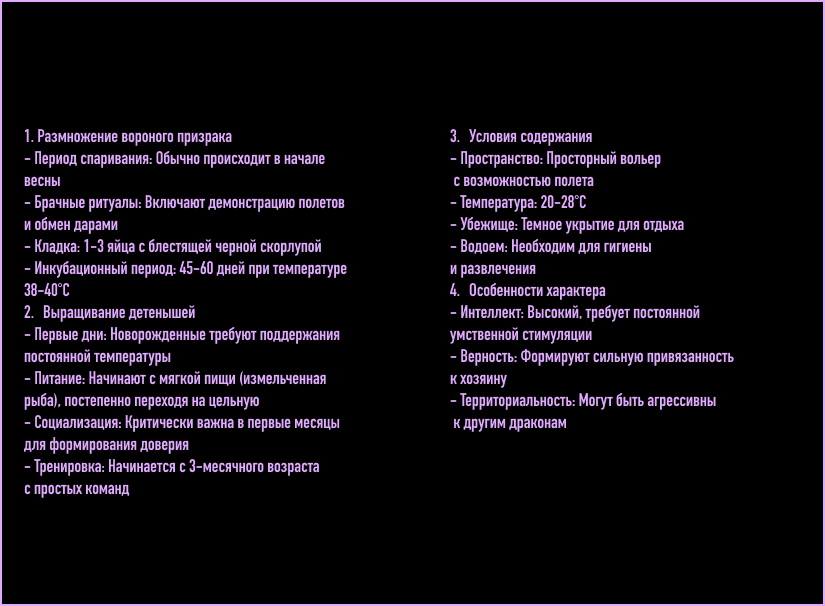 1. Размножение вороного призрака
– Период спаривания: Обычно происходит в начале
весны
– Брачные ритуалы: Включают демонстрацию полетов
и обмен дарами
– Кладка: 1–3 яйца с блестящей черной скорлупой
– Инкубационный период: 45–60 дней при температуре
38–40°C
2. Выращивание детенышей
– Первые дни: Новорожденные требуют поддержания
постоянной температуры
– Питание: Начинают с мягкой пищи (измельченная
рыба), постепенно переходя на цельную
– Социализация: Критически важна в первые месяцы
для формирования доверия
– Тренировка: Начинается с 3–месячного возраста
с простых команд
3. Условия содержания
– Пространство: Просторный вольер
с возможностью полета
– Температура: 20–28°C
– Убежище: Темное укрытие для отдыха
– Водоем: Необходим для гигиены
и развлечения
4. Особенности характера
– Интеллект: Высокий, требует постоянной
умственной стимуляции
– Верность: Формируют сильную привязанность
к хозяину
– Территориальность: Могут быть агрессивны
к другим драконам